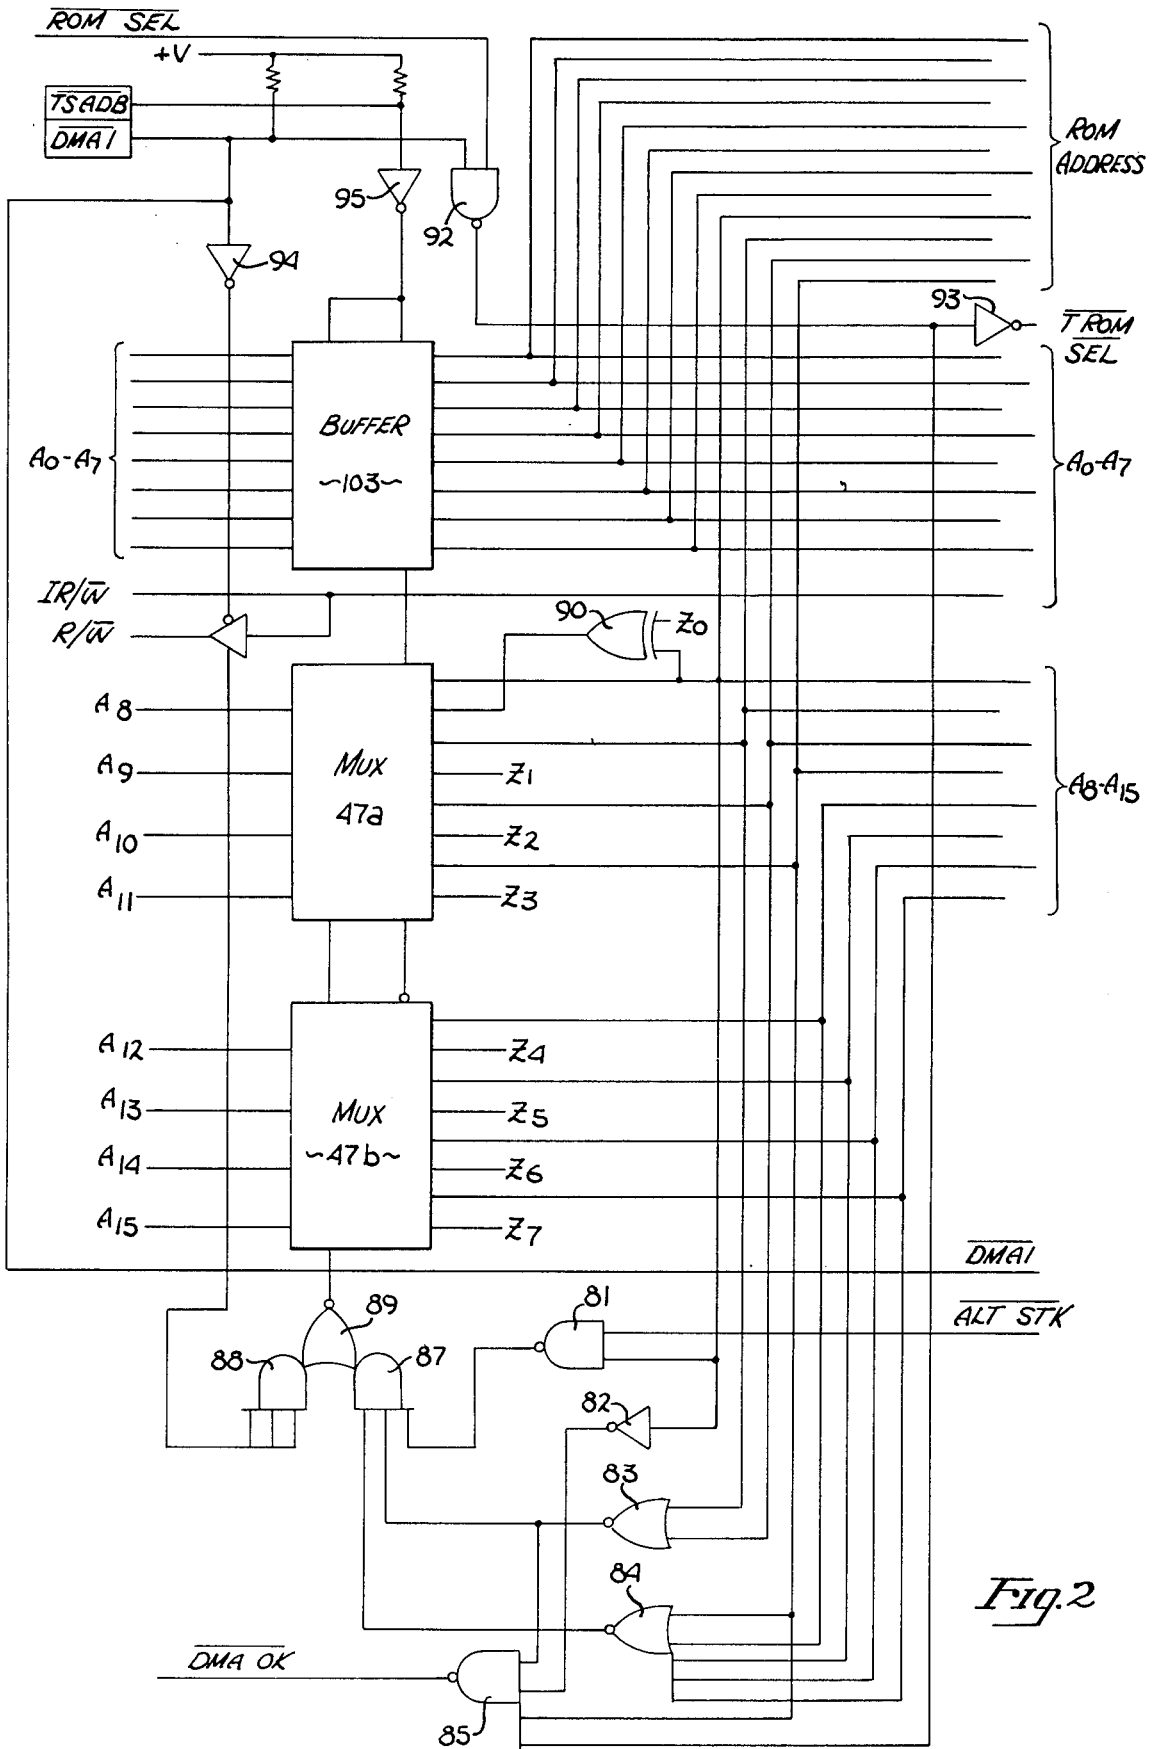 ROM SEL
+V
TSADB
DMA1
95
92
94
ROM
ADDRESS
93
T ROM
SEL
BUFFER
~103~
A0-A7
A0-A7
IR/W̅
R/W̅
90
Z0
A8
A9
A10
A11
MUX
47a
Z1
Z2
Z3
A8-A15
A12
A13
A14
A15
MUX
~47b~
Z4
Z5
Z6
Z7
DMA1
ALT STK
89
81
88
87
82
83
84
DMA OK
85
Fig. 2